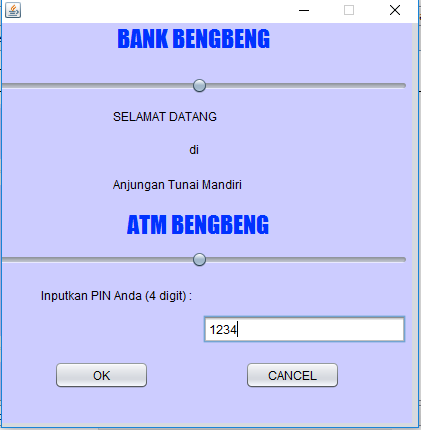 BANK BENGBENG
SELAMAT DATANG
di
Anjungan Tunai Mandiri
ATM BENGBENG
Inputkan PIN Anda (4 digit) :
1234
OK
CANCEL